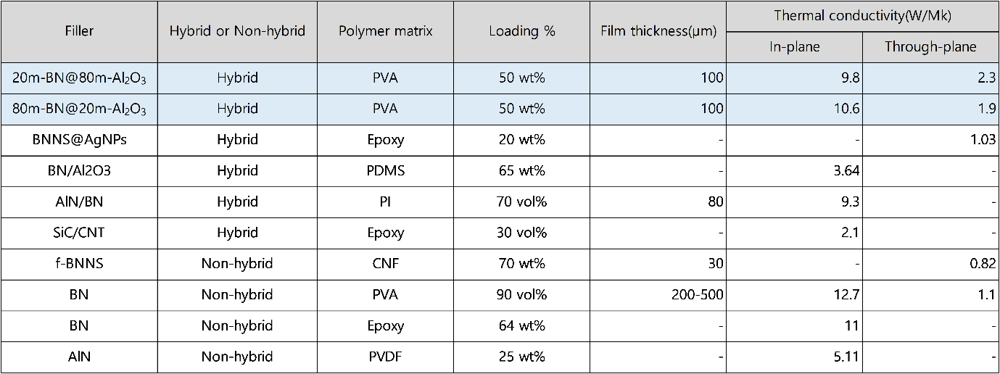 Filler Hybrid or Non-hybrid Polymer matrix Loading % Film thickness(μm) Thermal conductivity(W/Mk)
In-plane Through-plane
20m-BN@80m-Al₂O₃ Hybrid PVA 50 wt% 100 9.8 2.3
80m-BN@20m-Al₂O₃ Hybrid PVA 50 wt% 100 10.6 1.9
BNNS@AgNPs Hybrid Epoxy 20 wt% - - 1.03
BN/Al2O3 Hybrid PDMS 65 wt% - 3.64 -
AlN/BN Hybrid PI 70 vol% 80 9.3 -
SiC/CNT Hybrid Epoxy 30 vol% - 2.1 -
f-BNNS Non-hybrid CNF 70 wt% 30 - 0.82
BN Non-hybrid PVA 90 vol% 200-500 12.7 1.1
BN Non-hybrid Epoxy 64 wt% - 11 -
AlN Non-hybrid PVDF 25 wt% - 5.11 -